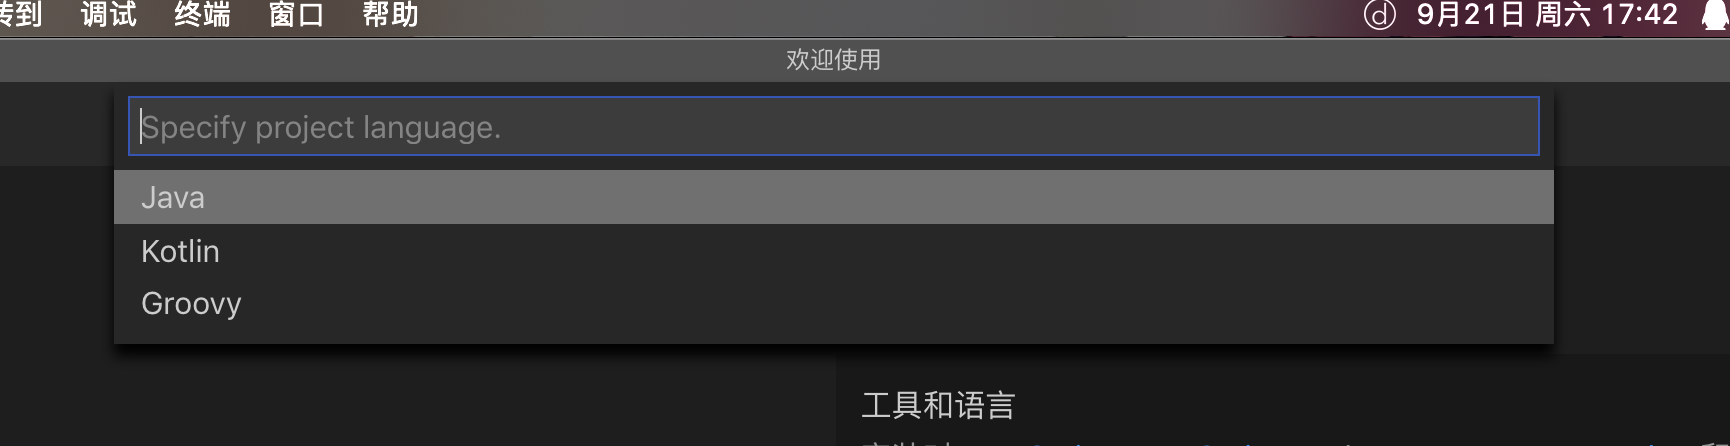 转到 调试 终端 窗口 帮助 9月21日 周六 17:42
欢迎使用
Specify project language.
Java
Kotlin
Groovy
工具和语言